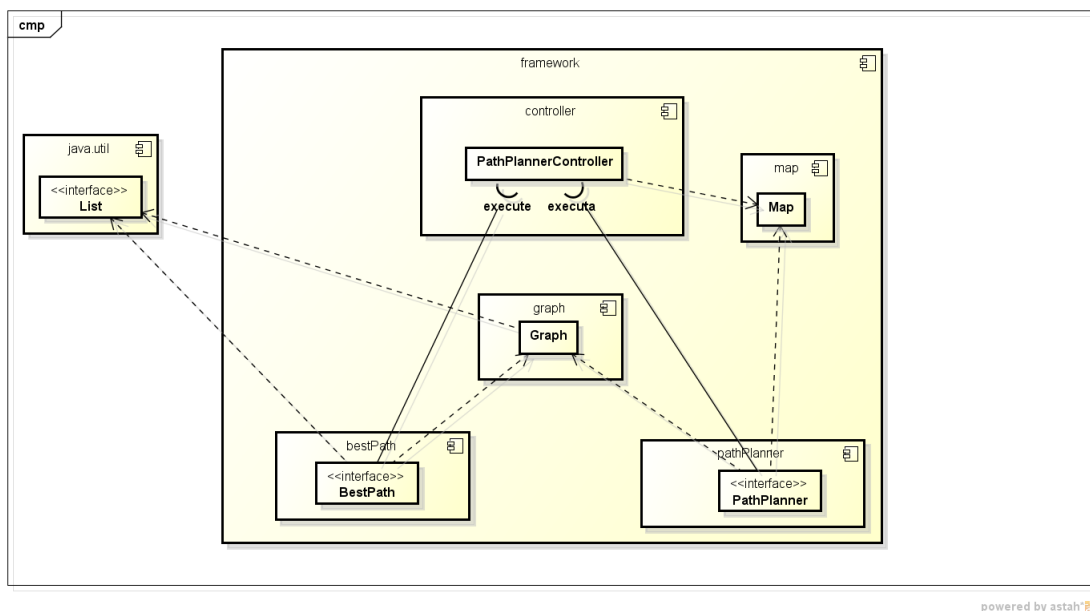 cmp
framework
controller
PathPlannerController
execute
executa
java.util
<<interface>>
List
map
Map
graph
Graph
bestPath
<<interface>>
BestPath
pathPlanner
<<interface>>
PathPlanner
powered by astah*